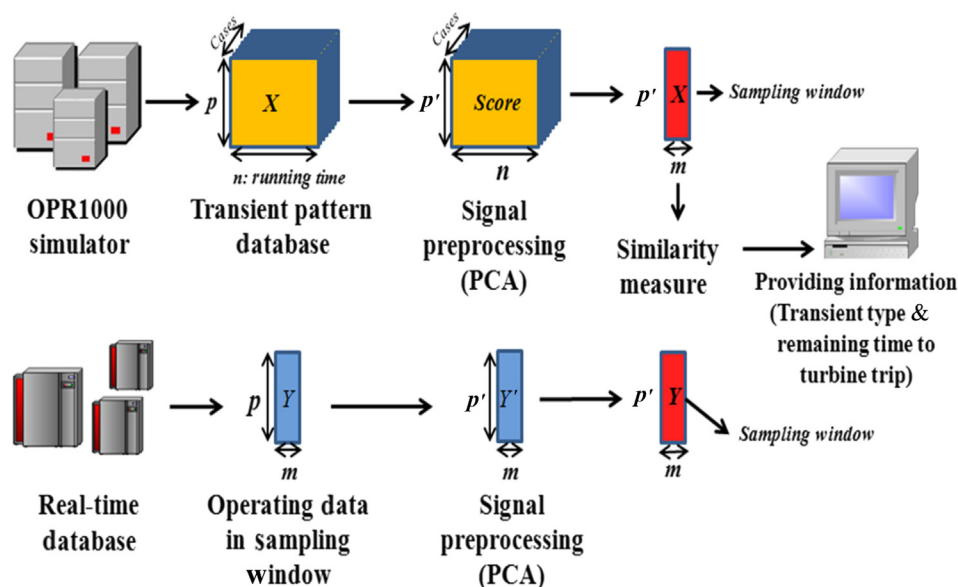 Cases
p
X
n: running time
OPR1000
simulator
Transient pattern
database
Cases
p'
Score
n
Signal
preprocessing
(PCA)
p'
X
Sampling window
m
Similarity
measure
Providing information
(Transient type &
remaining time to
turbine trip)
Real-time
database
p
Y
m
Operating data
in sampling
window
p'
Y'
m
Signal
preprocessing
(PCA)
p'
Y
m
Sampling window